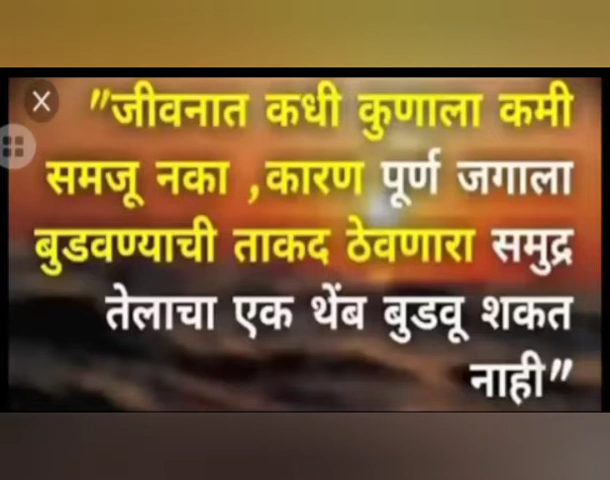 "जीवनात कधी कुणाला कमी
समजू नका ,कारण पूर्ण जगाला
बुडवण्याची ताकद ठेवणारा समुद्र
तेलाचा एक थेंब बुडवू शकत
नाही"